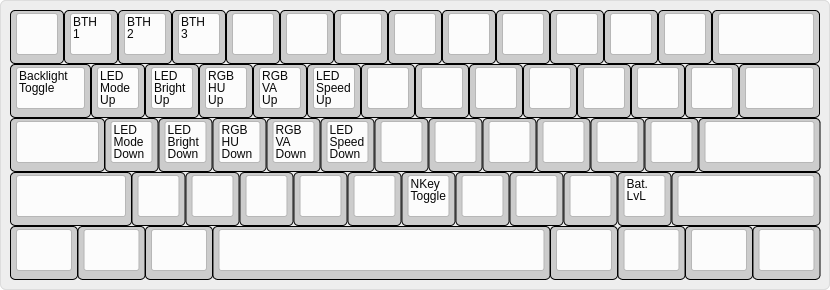 BTH
1
BTH
2
BTH
3
Backlight
Toggle
LED
Mode
Up
LED
Bright
Up
RGB
HU
Up
RGB
VA
Up
LED
Speed
Up
LED
Mode
Down
LED
Bright
Down
RGB
HU
Down
RGB
VA
Down
LED
Speed
Down
NKey
Toggle
Bat.
LvL